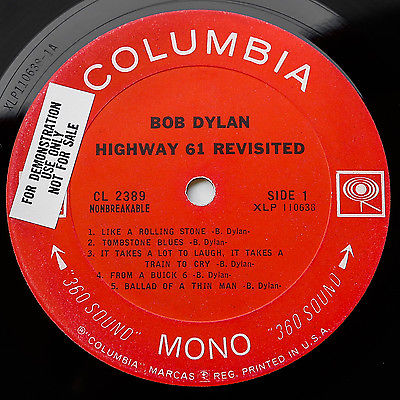 XLP110638-1A
COLUMBIA
FOR DEMONSTRATION
USE ONLY
NOT FOR SALE
BOB DYLAN
HIGHWAY 61 REVISITED
CL 2389
NONBREAKABLE
SIDE 1
XLP 110638
1. LIKE A ROLLING STONE -B. Dylan-
2. TOMBSTONE BLUES -B. Dylan-
3. IT TAKES A LOT TO LAUGH, IT TAKES A
TRAIN TO CRY -B. Dylan-
4. FROM A BUICK 6 -B. Dylan-
5. BALLAD OF A THIN MAN -B. Dylan-
"360 SOUND"
MONO
"360 SOUND"
® "COLUMBIA" MARCAS REG. PRINTED IN U.S.A.